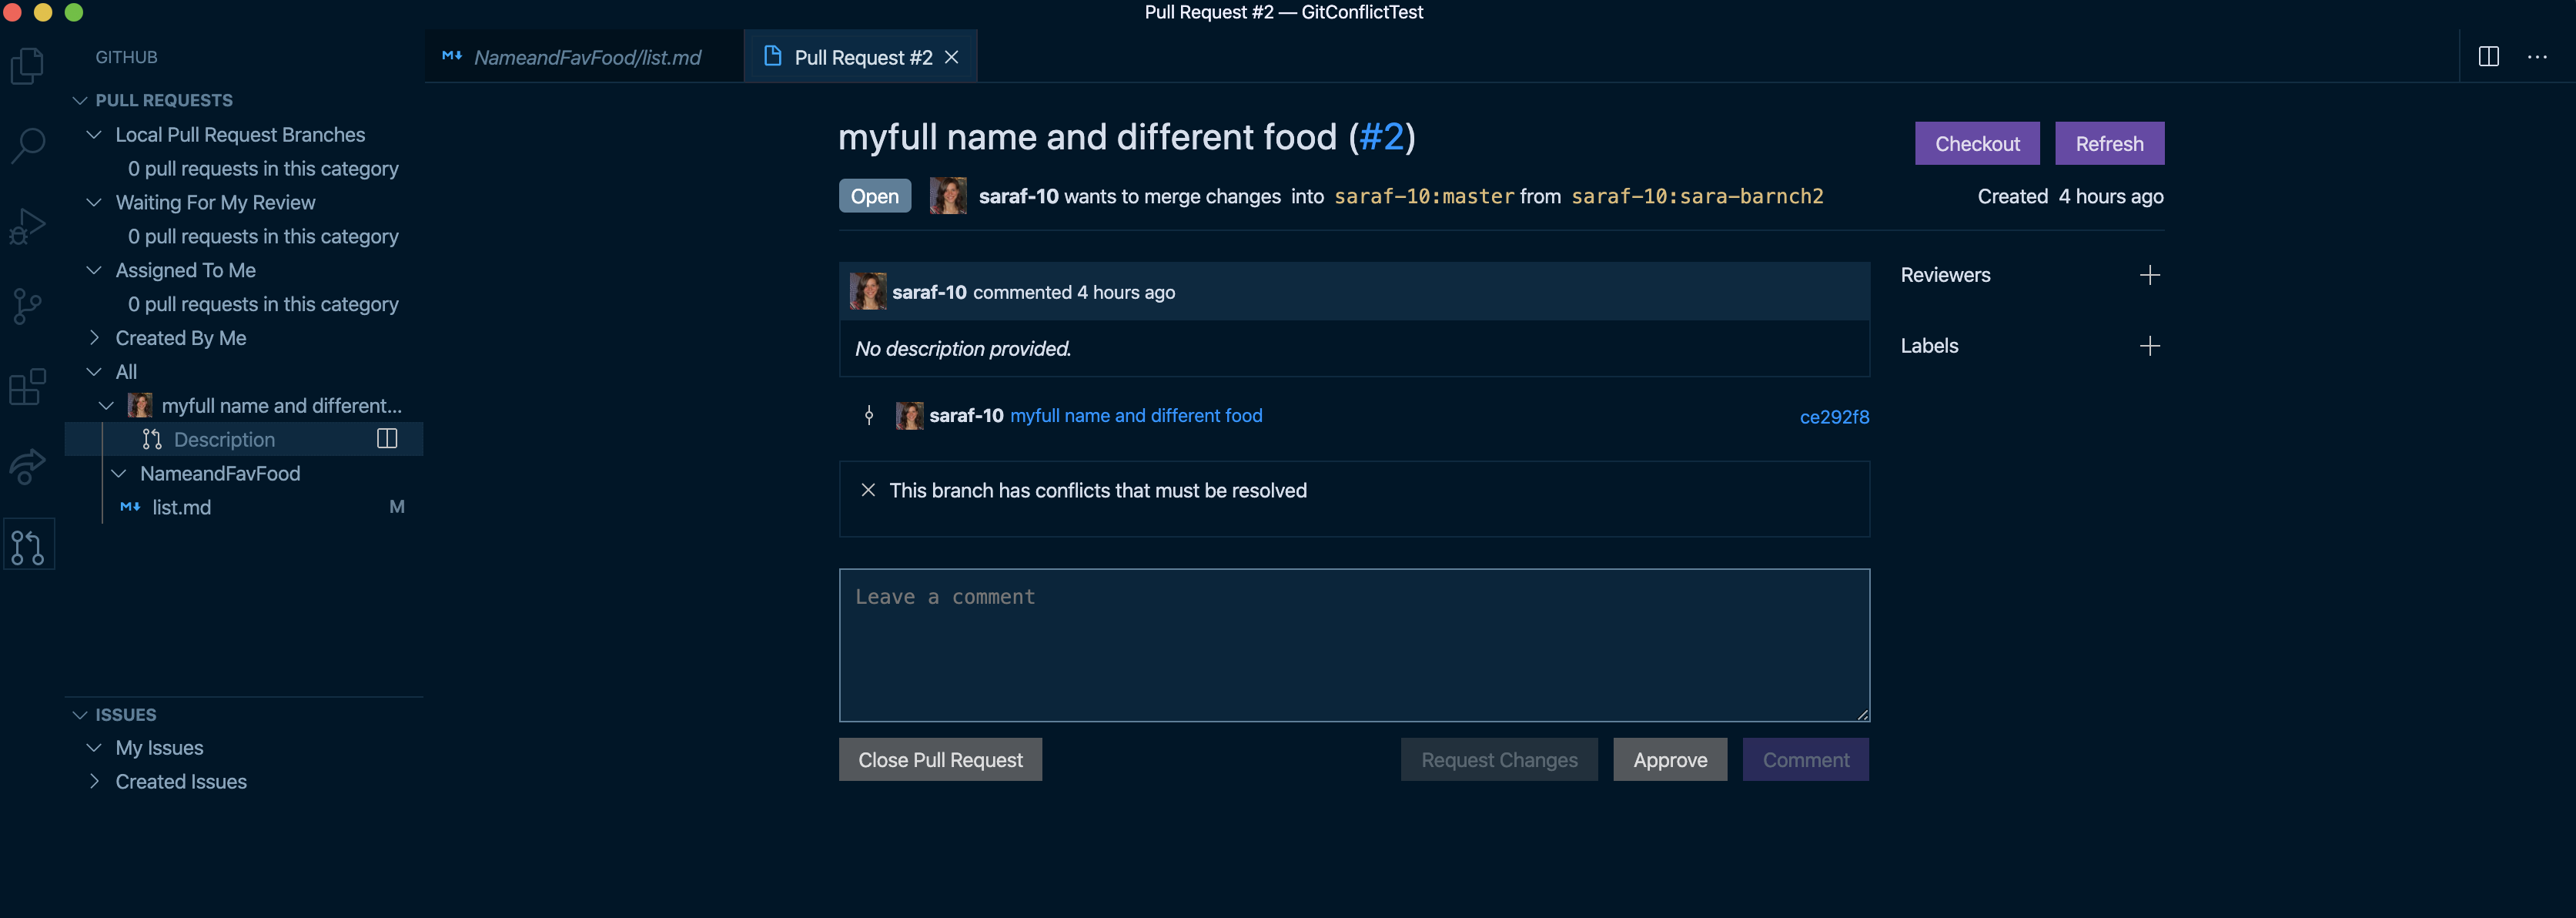 Pull Request #2 — GitConflictTest
GITHUB
PULL REQUESTS
Local Pull Request Branches
0 pull requests in this category
Waiting For My Review
0 pull requests in this category
Assigned To Me
0 pull requests in this category
Created By Me
All
myfull name and different...
Description
NameandFavFood
list.md M
ISSUES
My Issues
Created Issues
NameandFavFood/list.md
Pull Request #2
myfull name and different food (#2)
Checkout
Refresh
Open saraf-10 wants to merge changes into saraf-10:master from saraf-10:sara-barnch2
Created 4 hours ago
saraf-10 commented 4 hours ago
No description provided.
saraf-10 myfull name and different food ce292f8
This branch has conflicts that must be resolved
Leave a comment
Close Pull Request
Request Changes
Approve
Comment
Reviewers
Labels